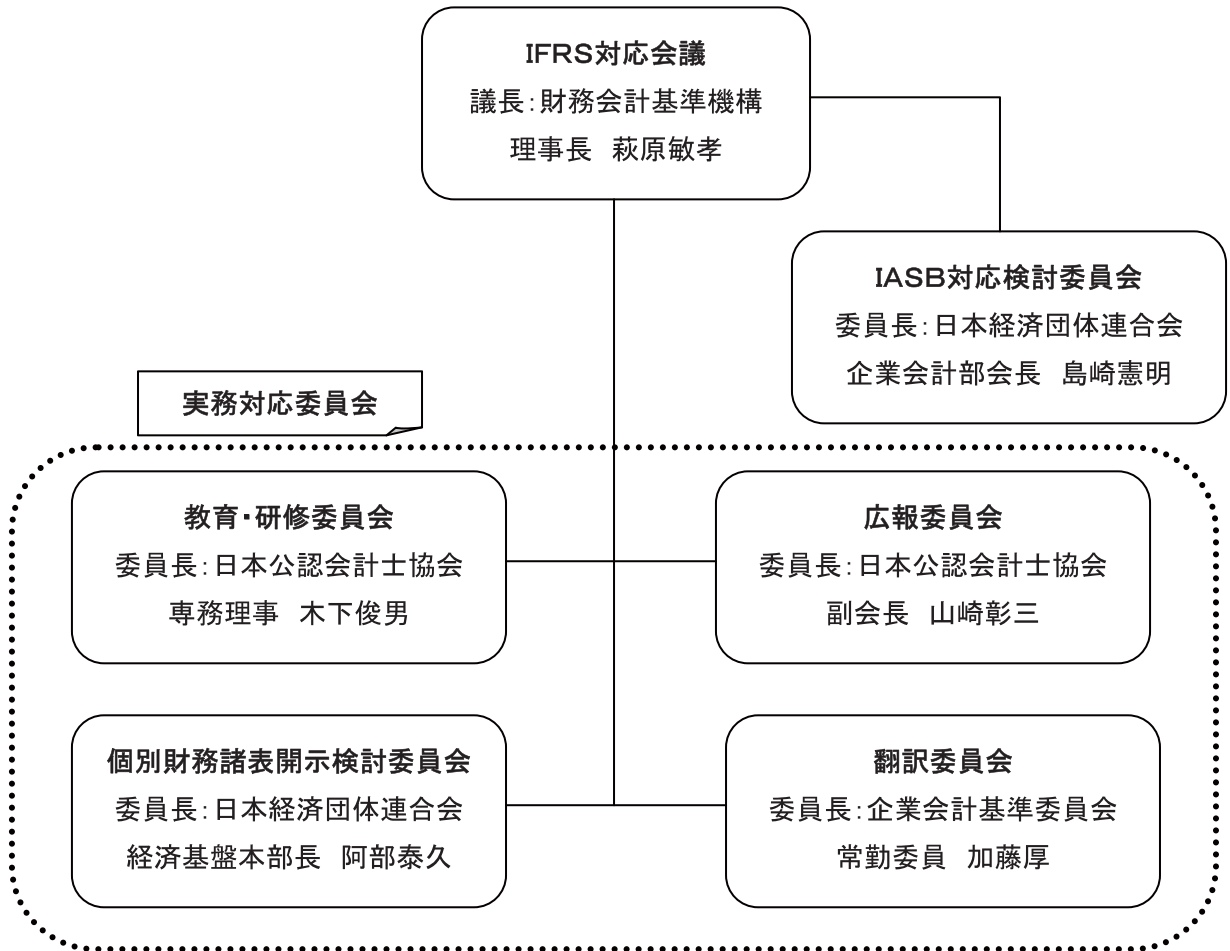 IFRS対応会議
議長:財務会計基準機構
理事長 萩原敏孝
IASB対応検討委員会
委員長:日本経済団体連合会
企業会計部会長 島崎憲明
実務対応委員会
教育・研修委員会
委員長:日本公認会計士協会
専務理事 木下俊男
広報委員会
委員長:日本公認会計士協会
副会長 山崎彰三
個別財務諸表開示検討委員会
委員長:日本経済団体連合会
経済基盤本部長 阿部泰久
翻訳委員会
委員長:企業会計基準委員会
常勤委員 加藤厚